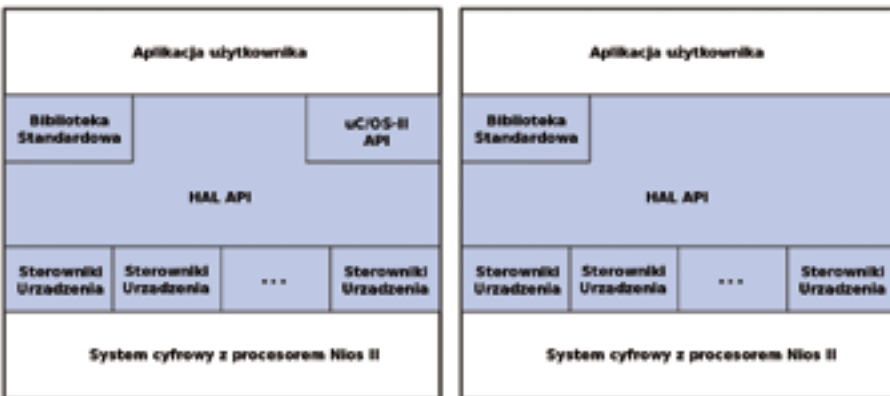 Aplikacja użytkownika
Biblioteka
Standardowa
uC/OS-II
API
HAL API
Sterowniki
Urzadzenia
Sterowniki
Urzadzenia
...
Sterowniki
Urzadzenia
System cyfrowy z procesorem Nios II
Aplikacja użytkownika
Biblioteka
Standardowa
HAL API
Sterowniki
Urzadzenia
Sterowniki
Urzadzenia
...
Sterowniki
Urzadzenia
System cyfrowy z procesorem Nios II